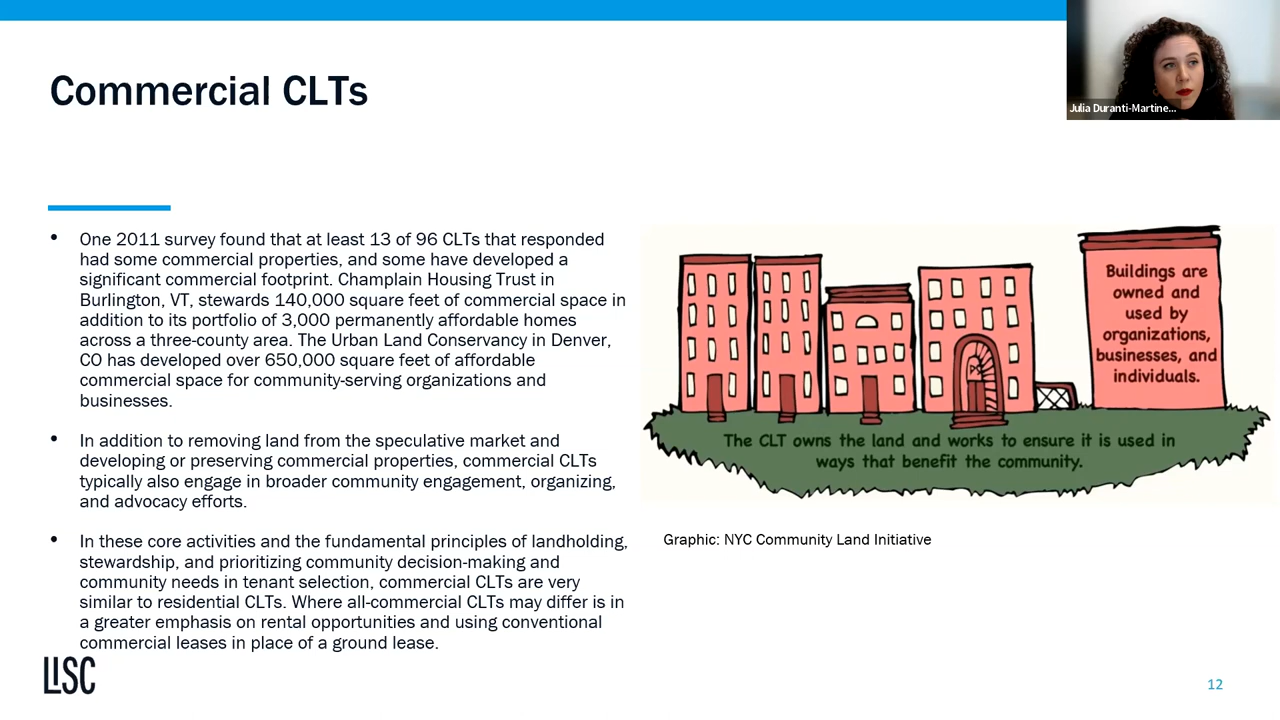 Commercial CLTs
Julia Duranti-Martine...
• One 2011 survey found that at least 13 of 96 CLTs that responded
had some commercial properties, and some have developed a
significant commercial footprint. Champlain Housing Trust in
Burlington, VT, stewards 140,000 square feet of commercial space in
addition to its portfolio of 3,000 permanently affordable homes
across a three-county area. The Urban Land Conservancy in Denver,
CO has developed over 650,000 square feet of affordable
commercial space for community-serving organizations and
businesses.
• In addition to removing land from the speculative market and
developing or preserving commercial properties, commercial CLTs
typically also engage in broader community engagement, organizing,
and advocacy efforts.
• In these core activities and the fundamental principles of landholding,
stewardship, and prioritizing community decision-making and
community needs in tenant selection, commercial CLTs are very
similar to residential CLTs. Where all-commercial CLTs may differ is in
a greater emphasis on rental opportunities and using conventional
commercial leases in place of a ground lease.
Buildings are
owned and
used by
organizations,
businesses, and
individuals.
The CLT owns the land and works to ensure it is used in
ways that benefit the community.
Graphic: NYC Community Land Initiative
LISC
12